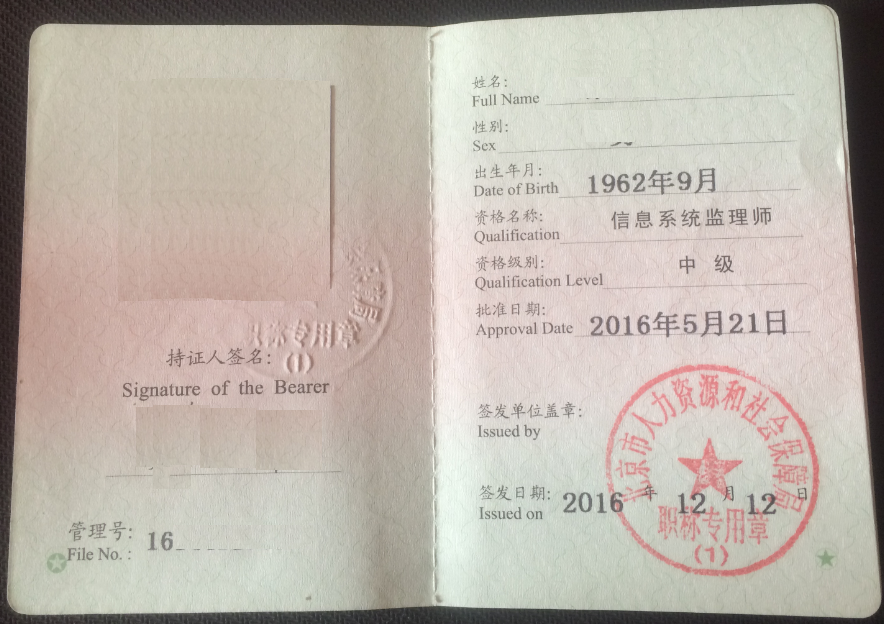 职称专用章
(1)
持证人签名:
Signature of the Bearer
管理号:
File No. :
16
姓名:
Full Name
性别:
Sex
出生年月:
Date of Birth
1962年9月
资格名称:
Qualification
信息系统监理师
资格级别:
Qualification Level
中 级
批准日期:
Approval Date
2016年5月21日
签发单位盖章:
Issued by
北京市人力资源和社会保障局
职称专用章
(1)
签发日期:
Issued on
2016 年 12 月 12 日